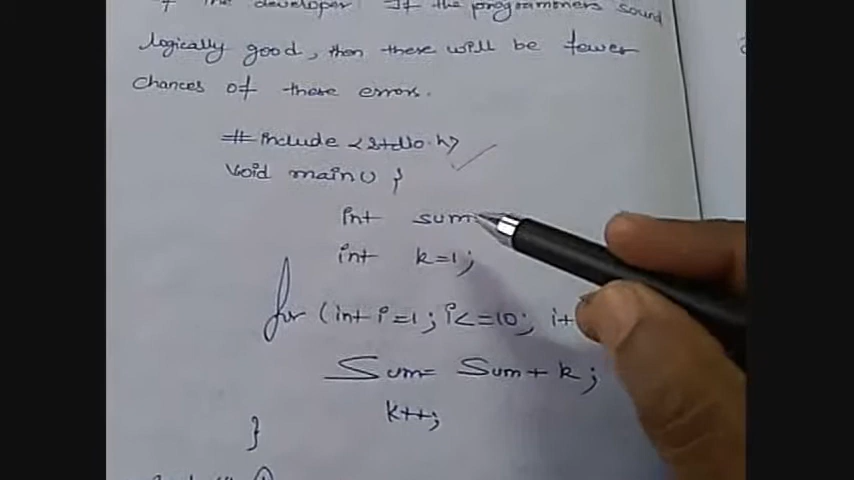 of the developer. If the programmers sound
logically good, then there will be fewer
chances of these errors.
# include <stdio.h>
void main() {
int sum
int k=1;
for (int i=1; i<=10; i+
Sum= Sum + k;
k++;
}